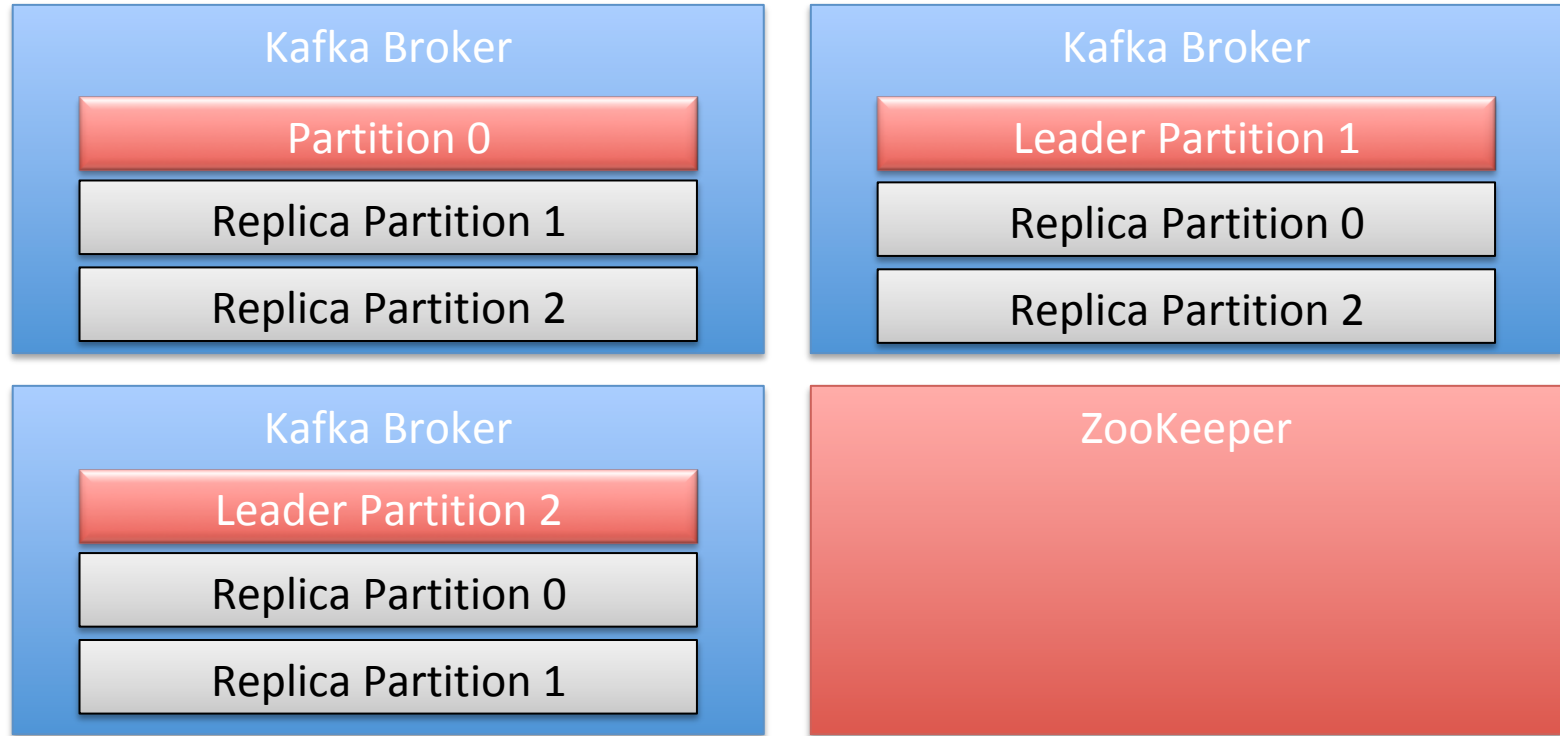 Kafka Broker
Partition 0
Replica Partition 1
Replica Partition 2
Kafka Broker
Leader Partition 1
Replica Partition 0
Replica Partition 2
Kafka Broker
Leader Partition 2
Replica Partition 0
Replica Partition 1
ZooKeeper